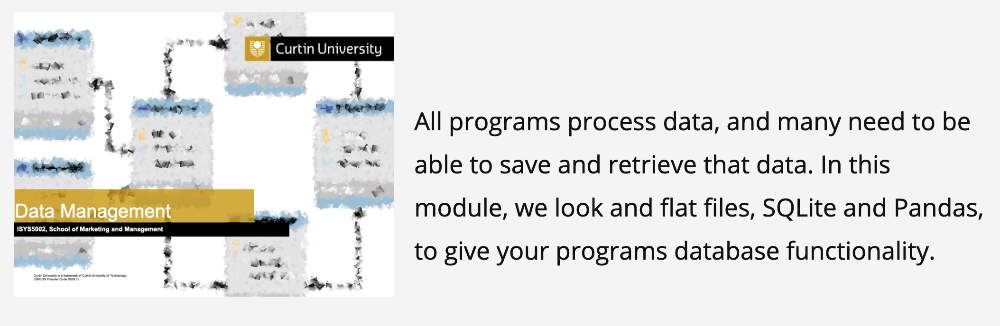 Curtin University
Data Management
ISYS5002, School of Marketing and Management
Curtin University is a trademark of Curtin University of Technology
CRICOS Provider Code 00301J
All programs process data, and many need to be
able to save and retrieve that data. In this
module, we look and flat files, SQLite and Pandas,
to give your programs database functionality.